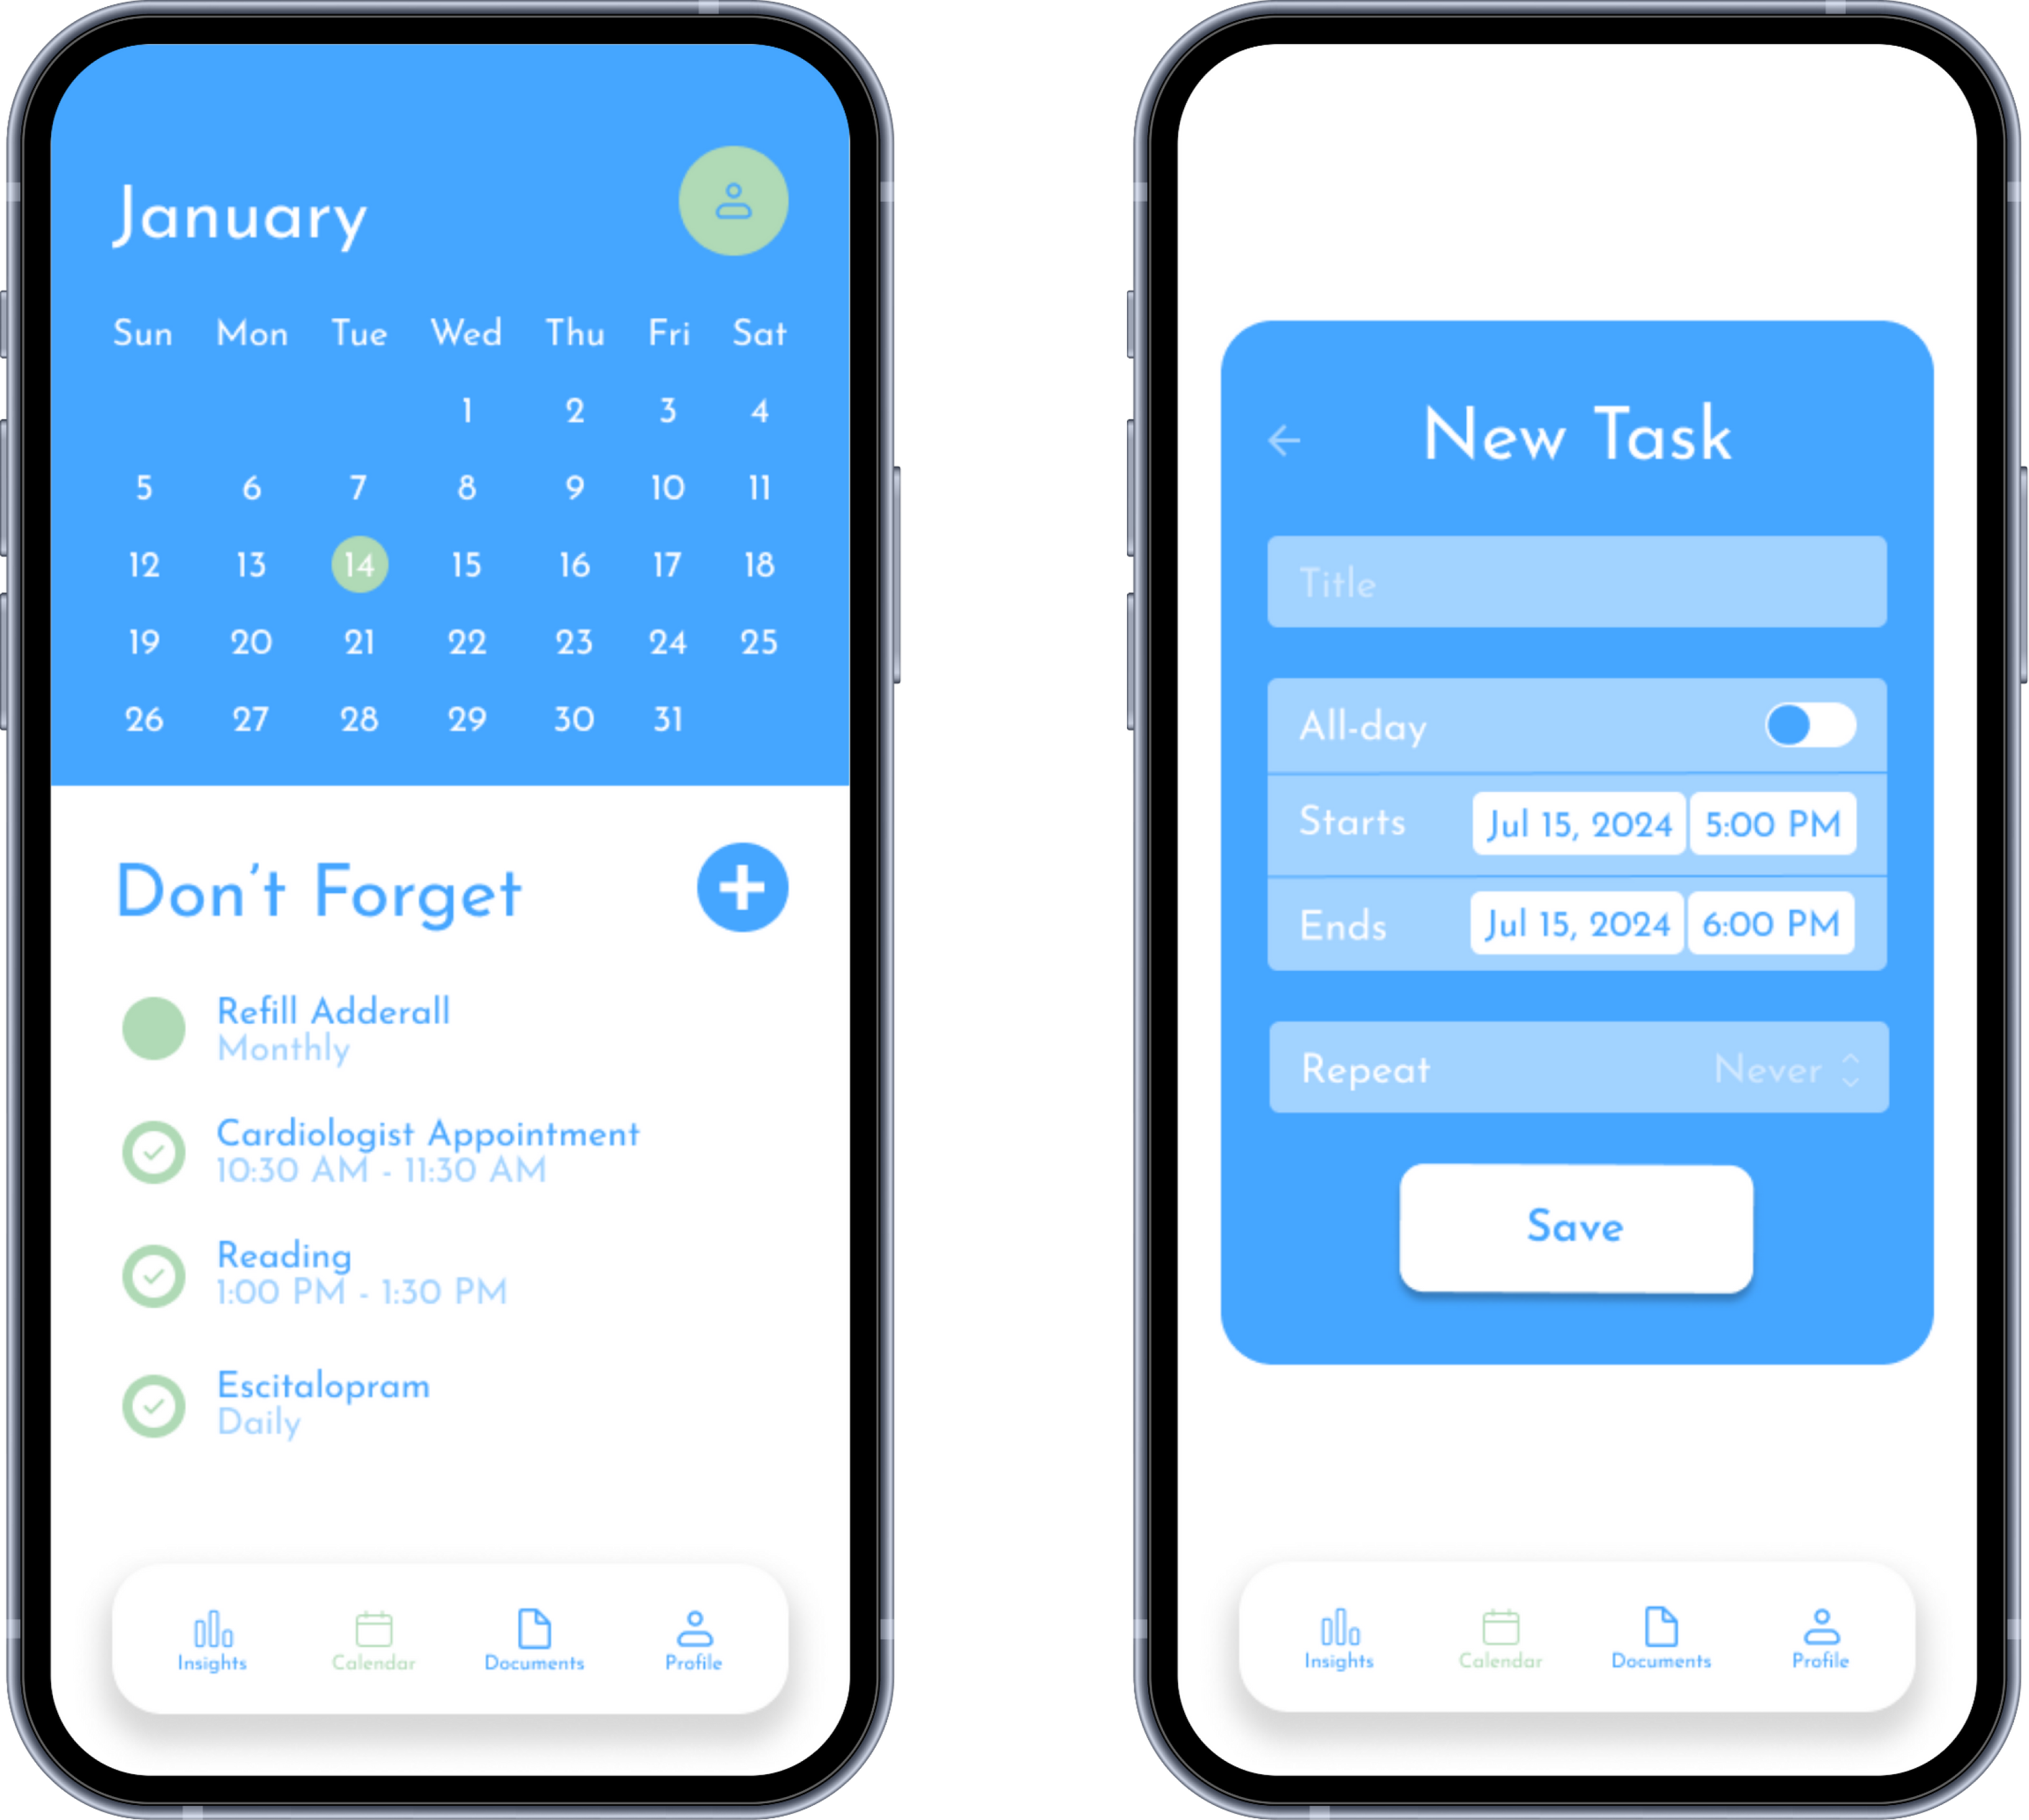 January
Sun Mon Tue Wed Thu Fri Sat
1 2 3 4
5 6 7 8 9 10 11
12 13 14 15 16 17 18
19 20 21 22 23 24 25
26 27 28 29 30 31
Don't Forget
Refill Adderall
Monthly
Cardiologist Appointment
10:30 AM - 11:30 AM
Reading
1:00 PM - 1:30 PM
Escitalopram
Daily
Insights Calendar Documents Profile
New Task
Title
All-day
Starts Jul 15, 2024 5:00 PM
Ends Jul 15, 2024 6:00 PM
Repeat Never
Save
Insights Calendar Documents Profile